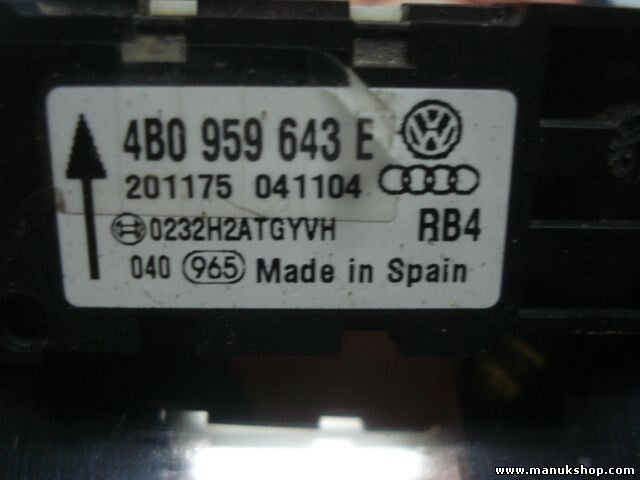 4B0 959 643 E
201175 041104
0232H2ATGYVH RB4
040 965 Made in Spain
www.manukshop.com